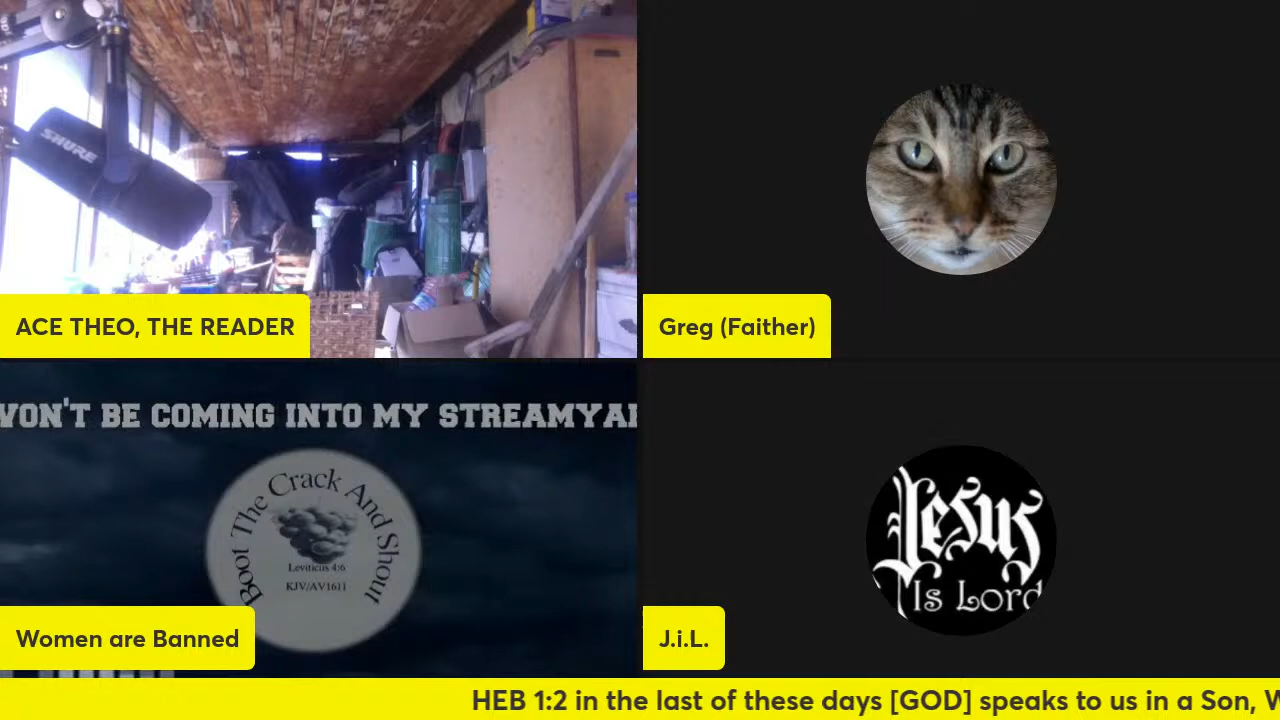 SHURE
ACE THEO, THE READER
Greg (Faither)
WON'T BE COMING INTO MY STREAMYA
Boot The Crack And Shout
Leviticus 4:6
KJV/AV1611
Women are Banned
Jesus
Is Lord
J.i.L.
HEB 1:2 in the last of these days [GOD] speaks to us in a Son, W